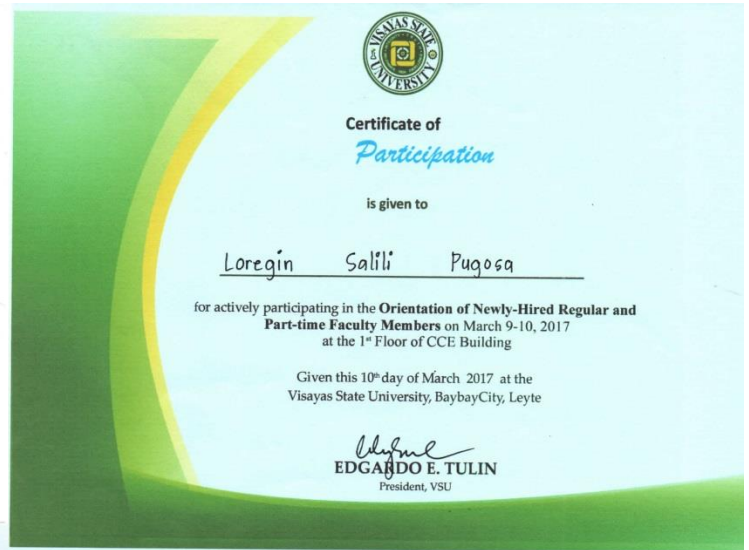 VISAYAS STATE UNIVERSITY
Certificate of
Participation
is given to
Loregin Salili Pugosa
for actively participating in the Orientation of Newly-Hired Regular and
Part-time Faculty Members on March 9-10, 2017
at the 1st Floor of CCE Building
Given this 10th day of March 2017 at the
Visayas State University, BaybayCity, Leyte
EDGARDO E. TULIN
President, VSU